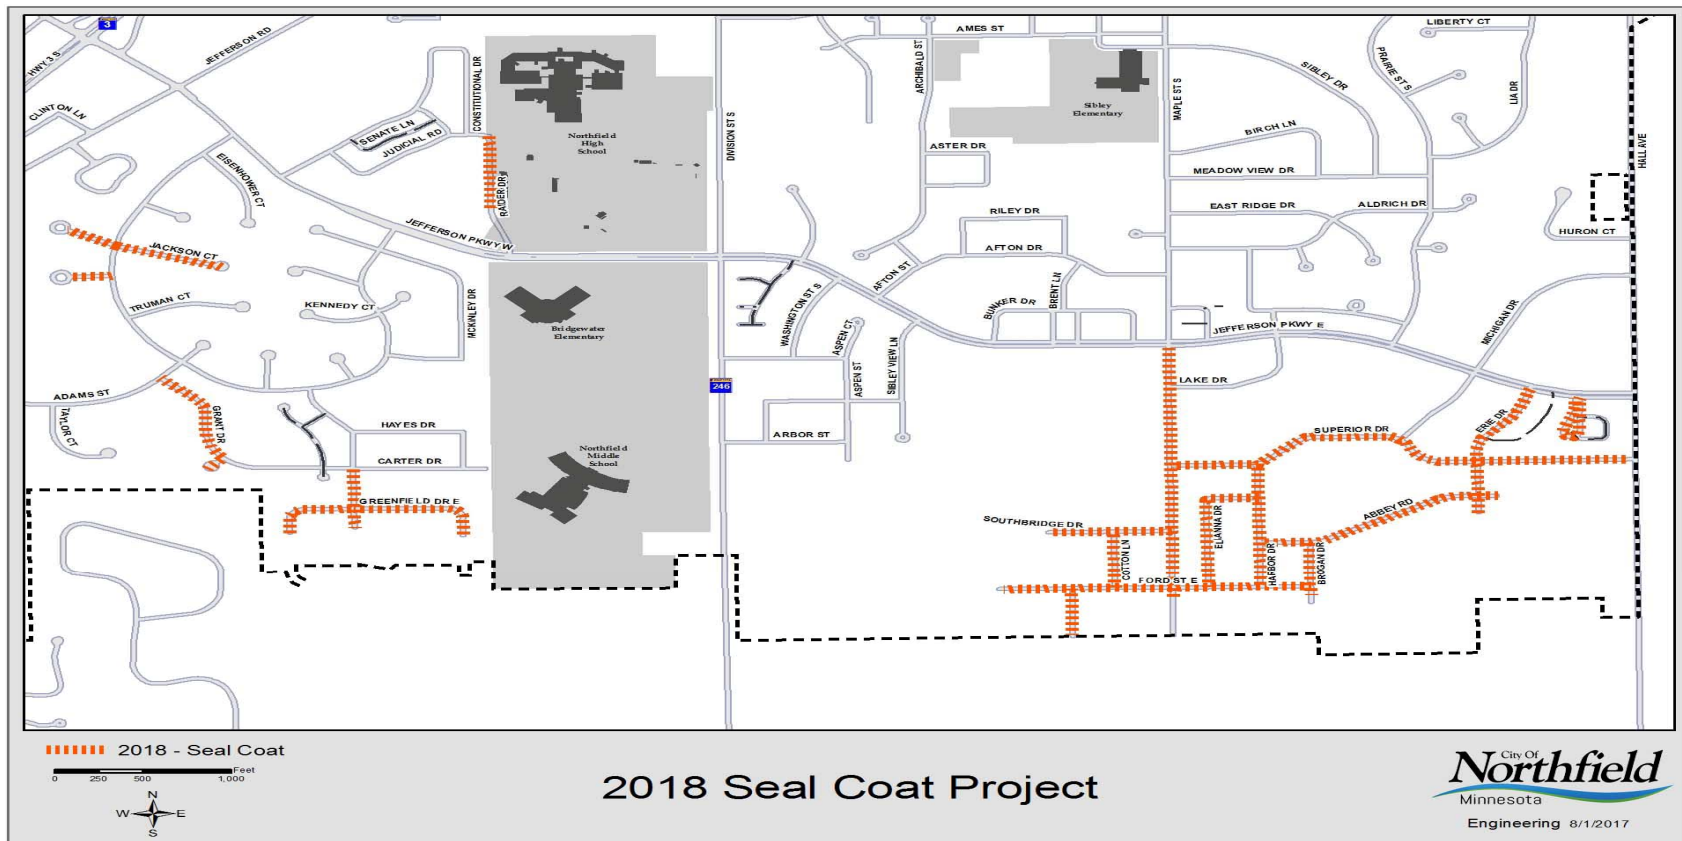 3
HWY 3 S
JEFFERSON RD
CLINTON LN
CONSTITUTIONAL DR
SENATE LN
JUDICIAL RD
EISENHOWER CT
RAIDER DR
Northfield
High
School
DIVISION ST S
AMES ST
ARCHIBALD ST
Sibley
Elementary
MAPLE ST S
SIBLEY DR
PRAIRIE ST S
LIBERTY CT
LIA DR
HALL AVE
BIRCH LN
ASTER DR
MEADOW VIEW DR
EAST RIDGE DR
ALDRICH DR
HURON CT
RILEY DR
AFTON DR
AFTON ST
JEFFERSON PKWY W
JACKSON CT
TRUMAN CT
KENNEDY CT
MCKINLEY DR
Bridgewater
Elementary
WASHINGTON ST S
ASPEN CT
ASPEN ST
SIBLEY VIEW LN
BUNKER DR
BRENT LN
JEFFERSON PKWY E
MICHIGAN DR
LAKE DR
246
ADAMS ST
TAYLOR CT
GRANT DR
HAYES DR
CARTER DR
ARBOR ST
Northfield
Middle
School
SUPERIOR DR
ERIE DR
GREENFIELD DR E
SOUTHBRIDGE DR
COTTON LN
ELIANNA DR
HARBOR DR
BROGAN DR
ABBEY RD
FORD ST E
2018 - Seal Coat
Feet
0 250 500 1,000
N
W E
S
2018 Seal Coat Project
City Of
Northfield
Minnesota
Engineering 8/1/2017